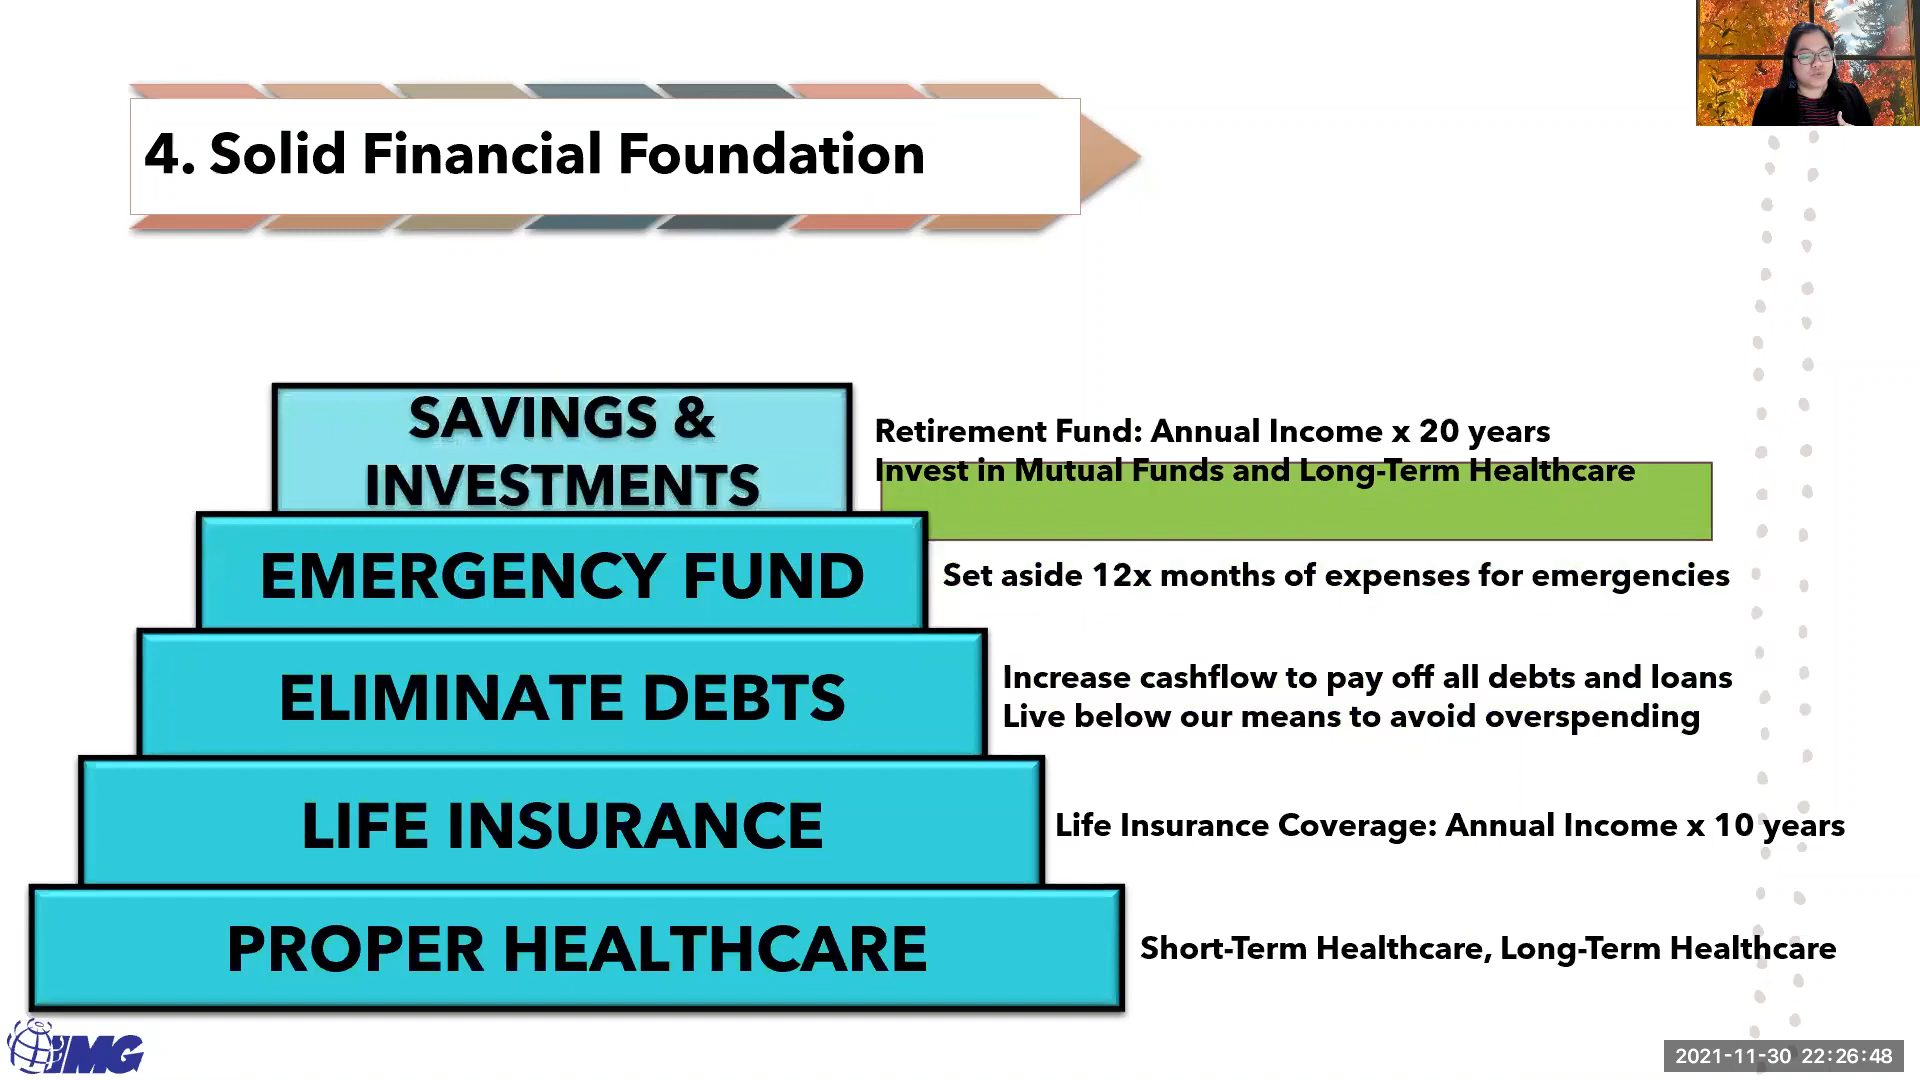 4. Solid Financial Foundation
SAVINGS &
INVESTMENTS
Retirement Fund: Annual Income x 20 years
Invest in Mutual Funds and Long-Term Healthcare
EMERGENCY FUND
Set aside 12x months of expenses for emergencies
ELIMINATE DEBTS
Increase cashflow to pay off all debts and loans
Live below our means to avoid overspending
LIFE INSURANCE
Life Insurance Coverage: Annual Income x 10 years
PROPER HEALTHCARE
Short-Term Healthcare, Long-Term Healthcare
IMG
2021-11-30 22:26:48